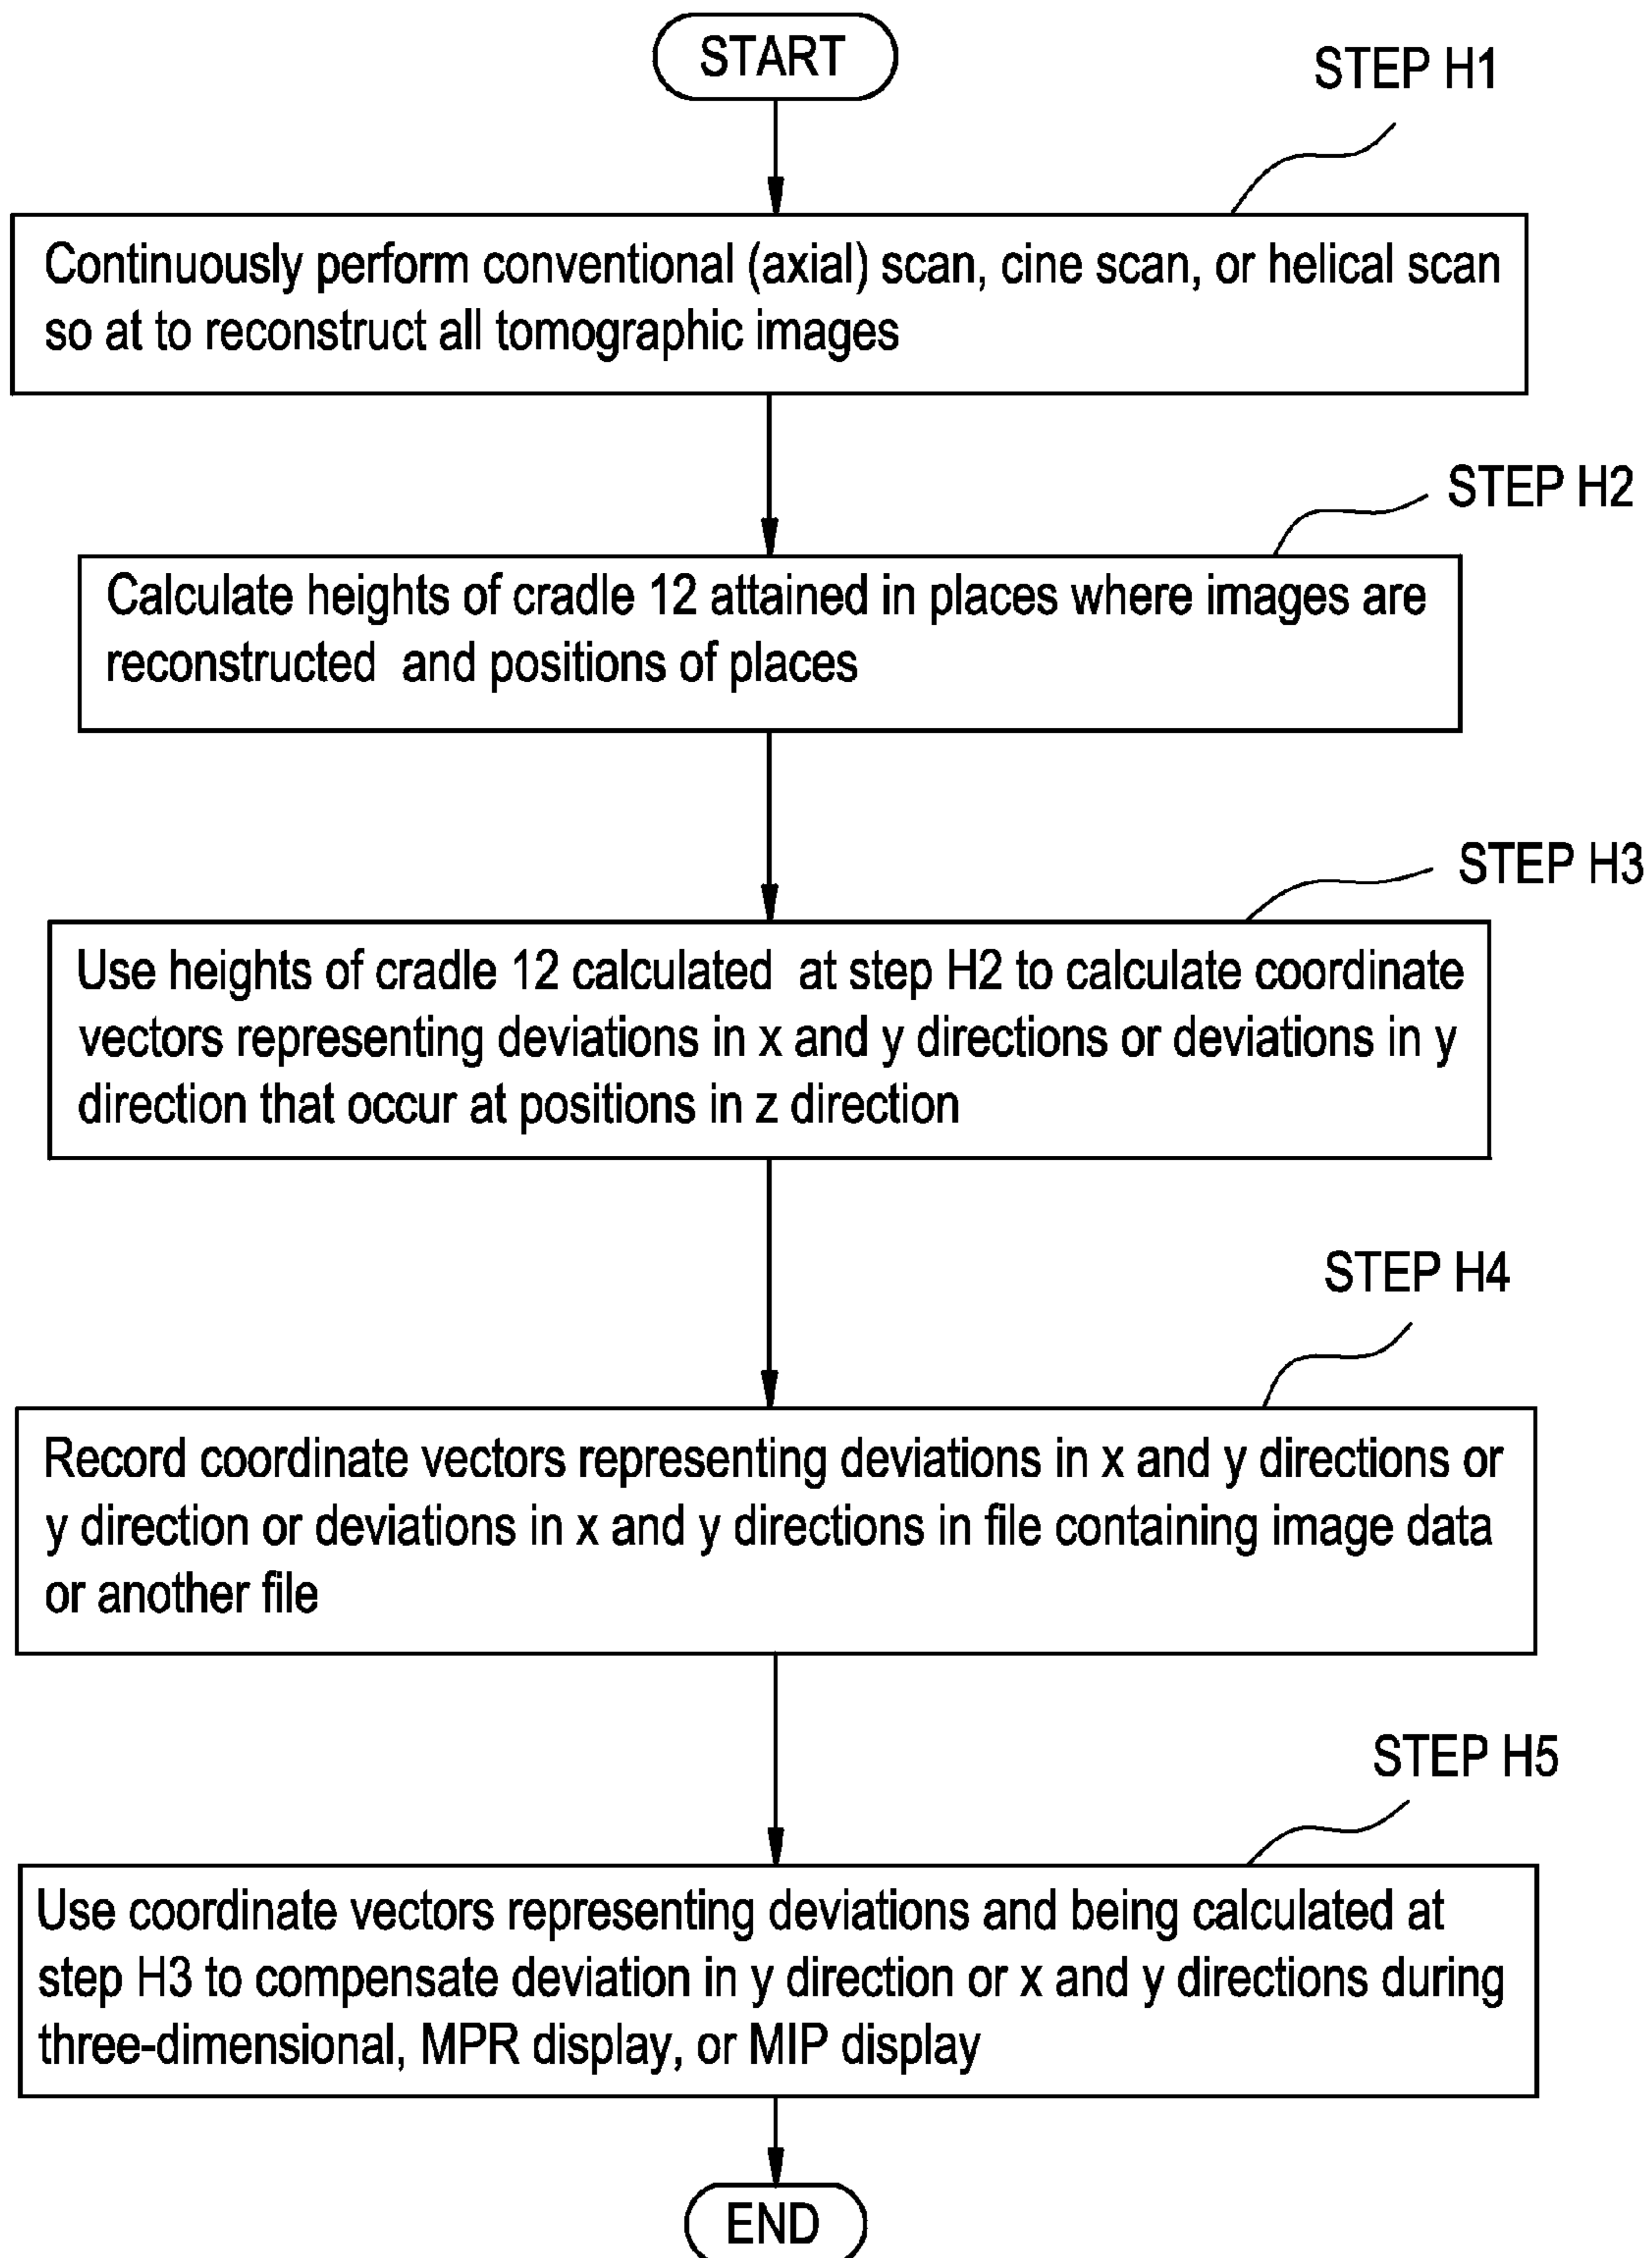 START
STEP H1
Continuously perform conventional (axial) scan, cine scan, or helical scan
so at to reconstruct all tomographic images
STEP H2
Calculate heights of cradle 12 attained in places where images are
reconstructed and positions of places
STEP H3
Use heights of cradle 12 calculated at step H2 to calculate coordinate
vectors representing deviations in x and y directions or deviations in y
direction that occur at positions in z direction
STEP H4
Record coordinate vectors representing deviations in x and y directions or
y direction or deviations in x and y directions in file containing image data
or another file
STEP H5
Use coordinate vectors representing deviations and being calculated at
step H3 to compensate deviation in y direction or x and y directions during
three-dimensional, MPR display, or MIP display
END